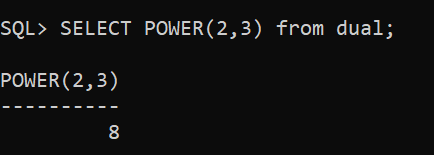 SQL> SELECT POWER(2,3) from dual;
POWER(2,3)
----------
8